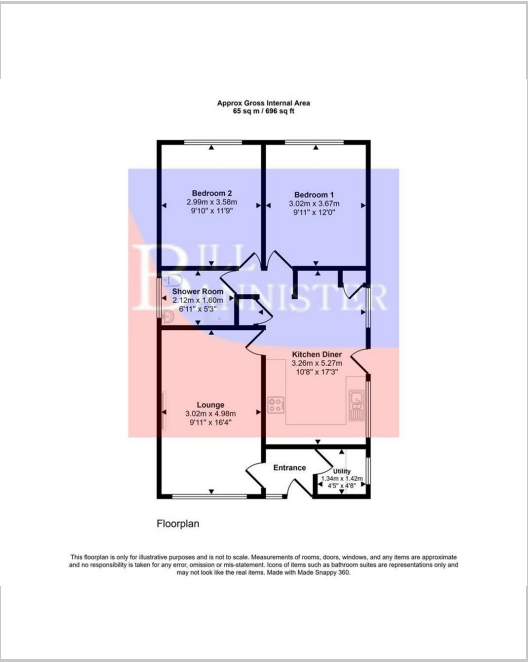 Approx Gross Internal Area
65 sq m / 696 sq ft
Bedroom 2
2.99m x 3.58m
9'10" x 11'9"
Bedroom 1
3.02m x 3.67m
9'11" x 12'0"
BILL
BANNISTER
Shower Room
2.12m x 1.60m
6'11" x 5'3"
Kitchen Diner
3.26m x 5.27m
10'8" x 17'3"
Lounge
3.02m x 4.98m
9'11" x 16'4"
Entrance
Utility
1.34m x 1.42m
4'5" x 4'8"
Floorplan
This floorplan is only for illustrative purposes and is not to scale. Measurements of rooms, doors, windows, and any items are approximate
and no responsibility is taken for any error, omission or mis-statement. Icons of items such as bathroom suites are representations only and
may not look like the real items. Made with Made Snappy 360.